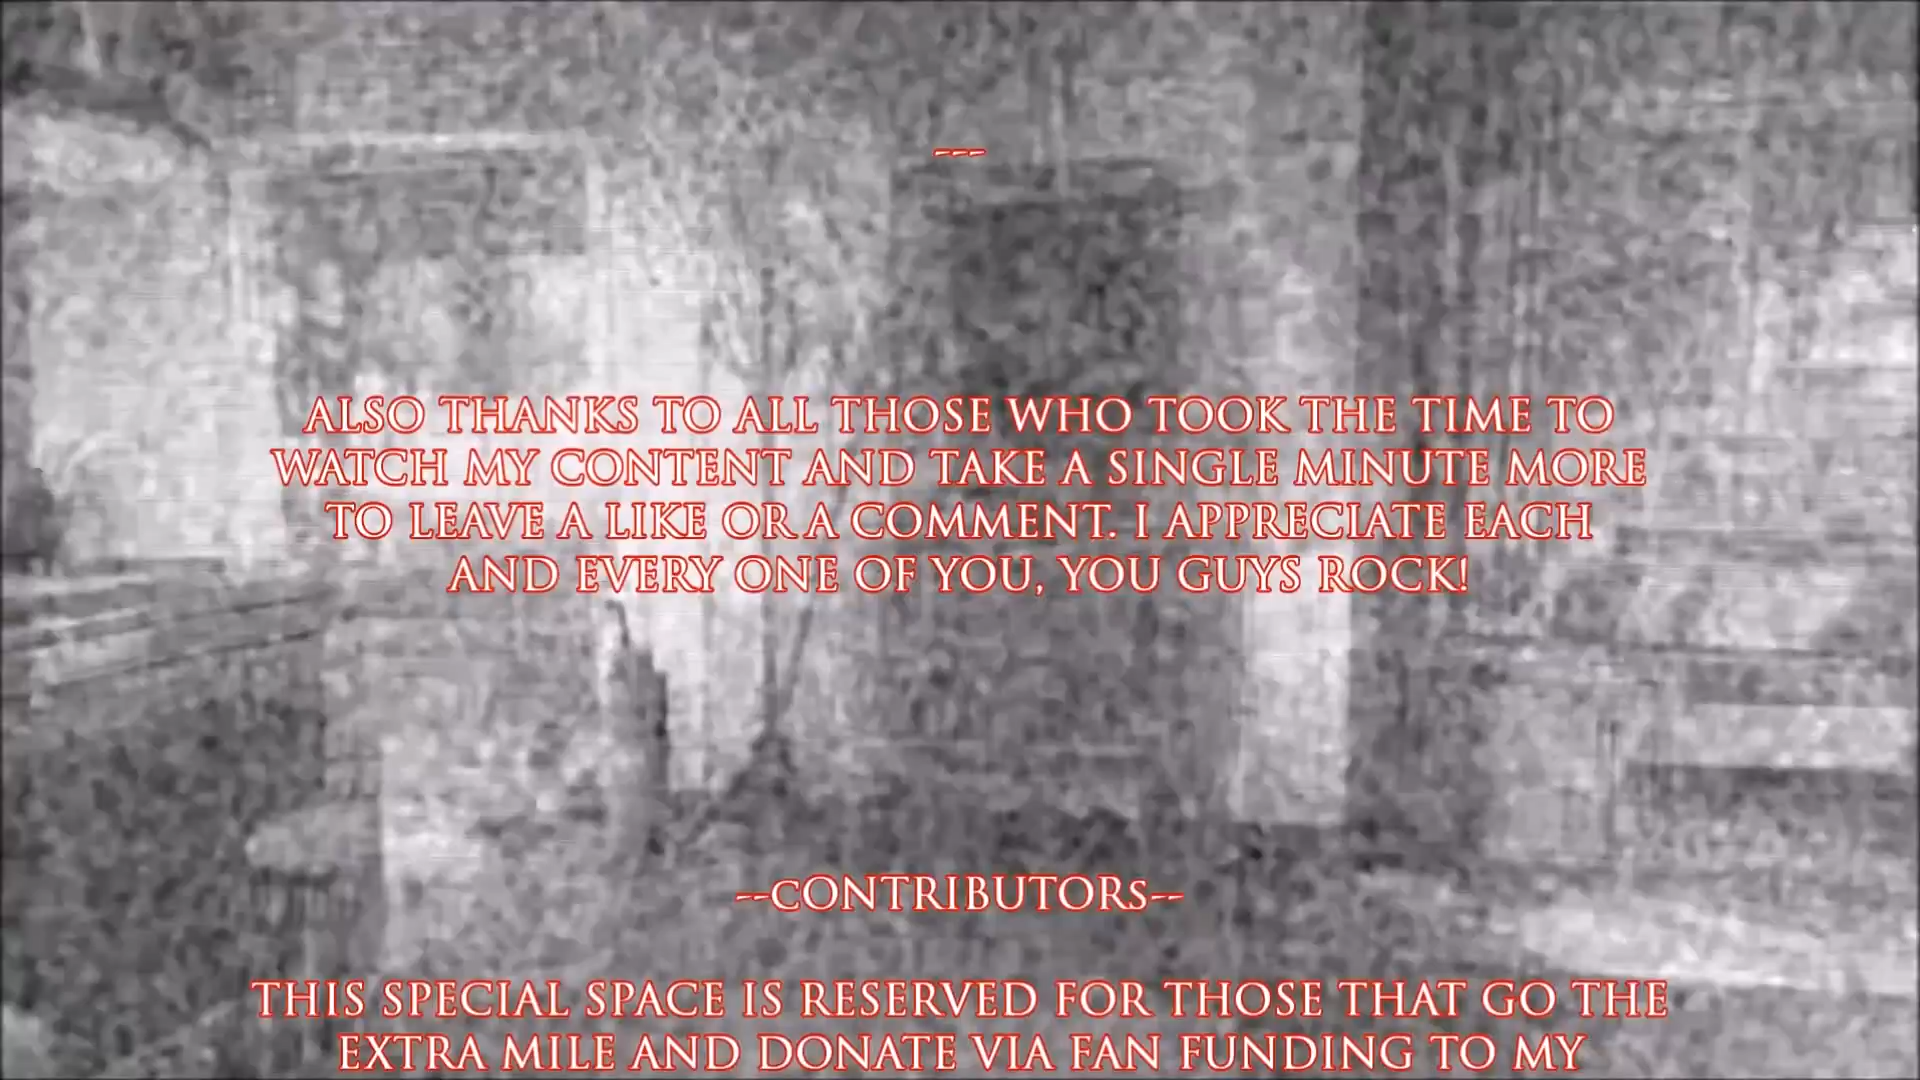 ---
ALSO THANKS TO ALL THOSE WHO TOOK THE TIME TO
WATCH MY CONTENT AND TAKE A SINGLE MINUTE MORE
TO LEAVE A LIKE OR A COMMENT. I APPRECIATE EACH
AND EVERY ONE OF YOU, YOU GUYS ROCK!
--CONTRIBUTORS--
THIS SPECIAL SPACE IS RESERVED FOR THOSE THAT GO THE
EXTRA MILE AND DONATE VIA FAN FUNDING TO MY